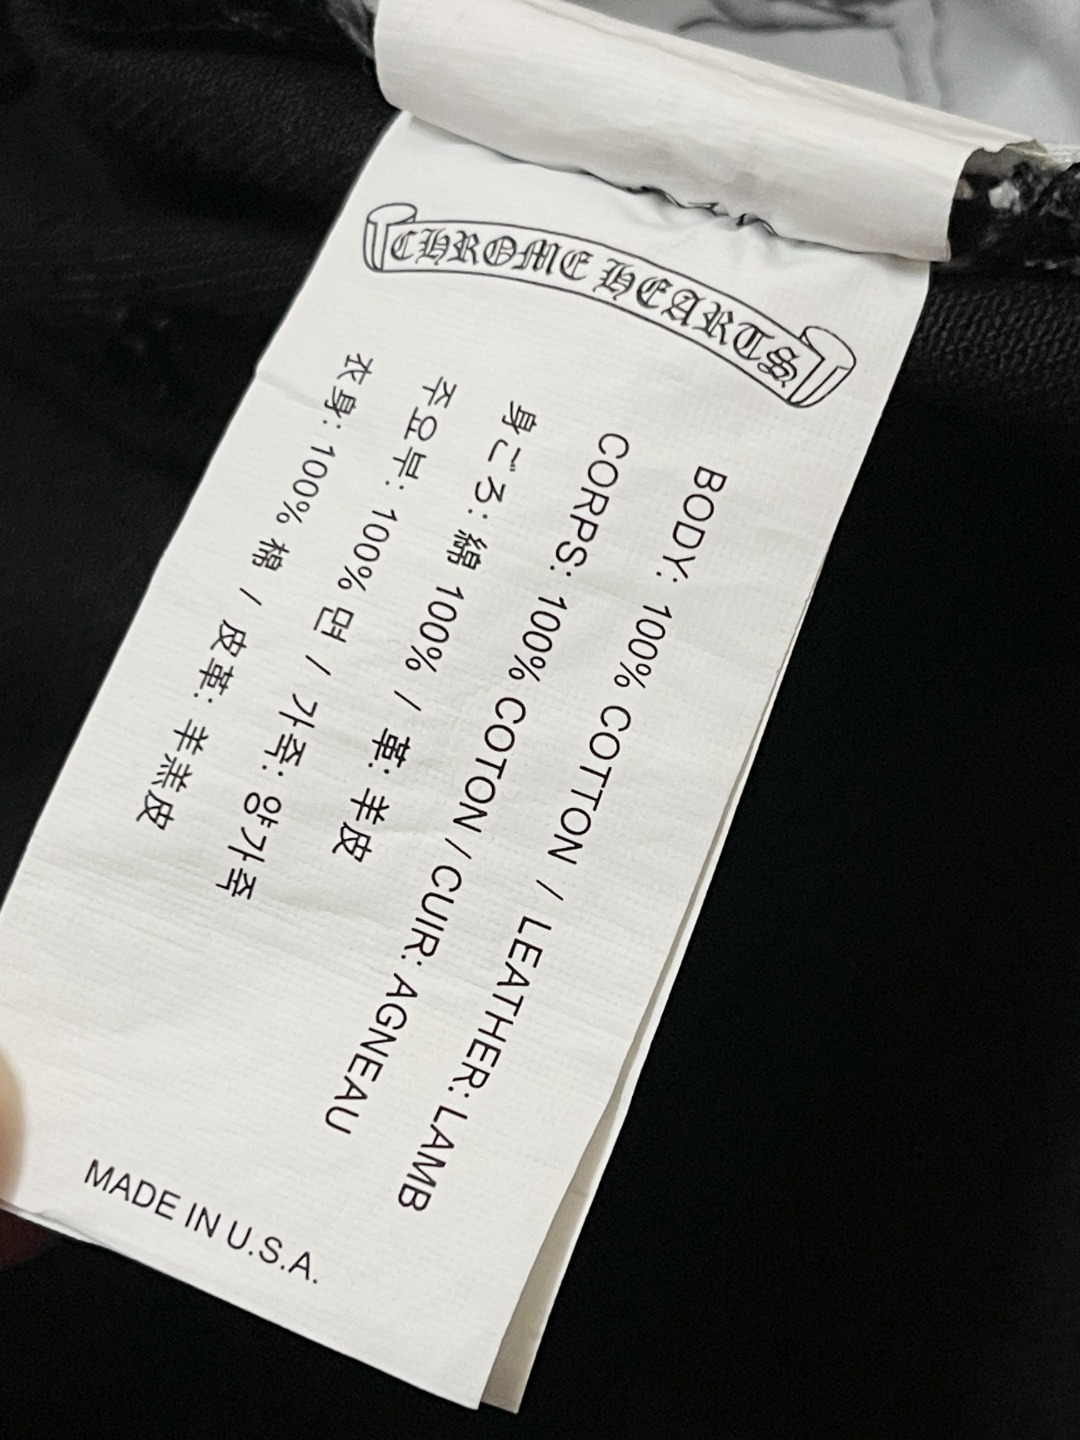 CHROME HEARTS
BODY: 100% COTTON / LEATHER: LAMB
CORPS: 100% COTON / CUIR: AGNEAU
身ごろ: 綿 100% / 革: 羊皮
주요부: 100% 면 / 가죽: 양가죽
衣身: 100% 棉 / 皮革: 羊羔皮
MADE IN U.S.A.